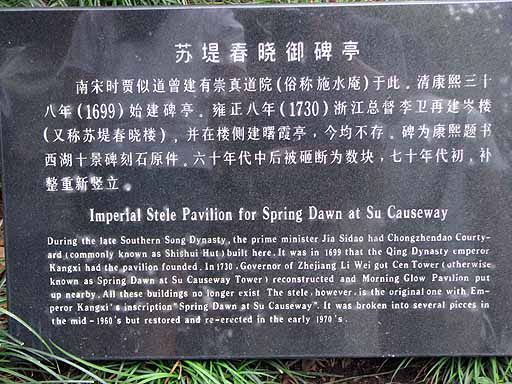 苏堤春晓御碑亭
南宋时贾似道曾建有崇真道院(俗称施水庵)于此。清康熙三十
八年(1699)始建碑亭。雍正八年(1730)浙江总督李卫再建岑楼
(又称苏堤春晓楼)，并在楼侧建曙霞亭，今均不存。碑为康熙题书
西湖十景碑刻石原件。六十年代中后被砸断为数块，七十年代初，补
整重新竖立。
Imperial Stele Pavilion for Spring Dawn at Su Causeway
During the late Southern Song Dynasty, the prime minister Jia Sidao had Chongzhendao Courty-
ard (commonly known as Shishui Hut) built here. It was in 1699 that the Qing Dynasty emperor
Kangxi had the pavilion founded. In 1730. Governor of Zhejiang Li Wei got Cen Tower (otherwise
known as Spring Dawn at Su Causeway Tower) reconstructed and Morning Glow Pavilion put
up nearby. All these buildings no longer exist The stele, however, is the original one with Em-
peror Kangxi's inscription"Spring Dawn at Su Causeway". It was broken into several pieces in
the mid-1960's but restored and re-erected in the early 1970's.